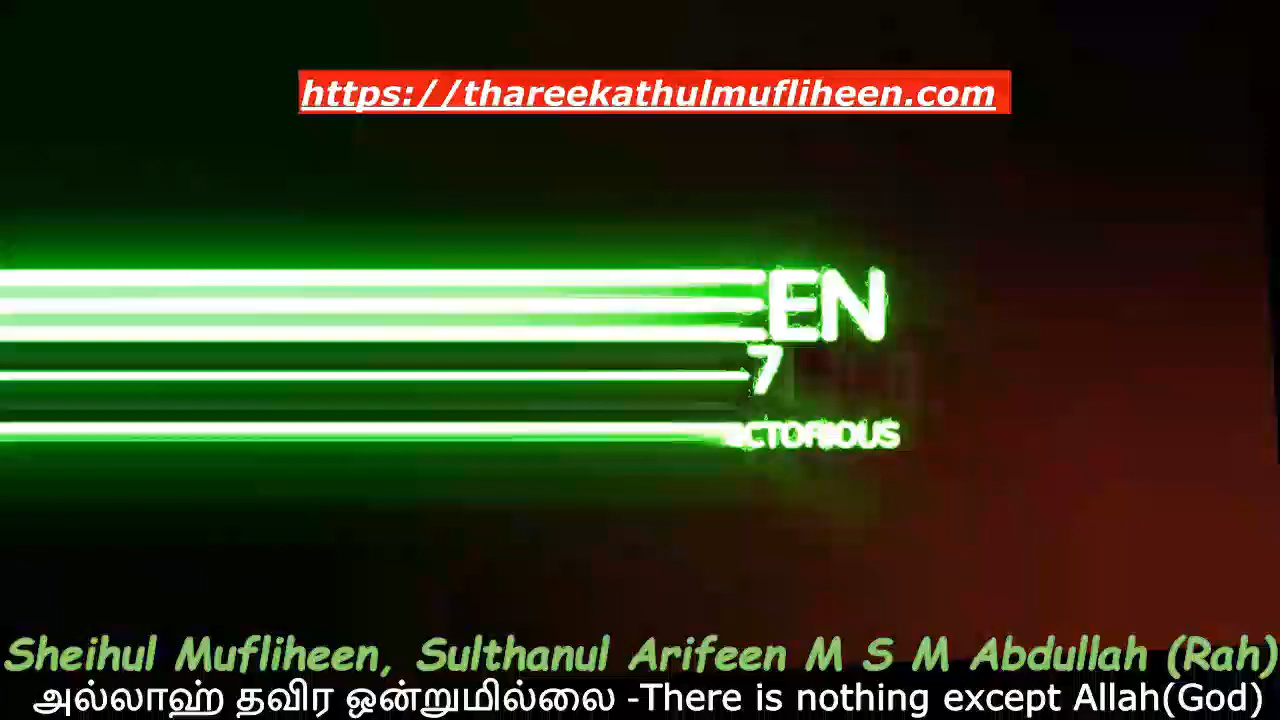 https://thareekathulmufliheen.com
EN
7
Sheihul Mufliheen, Sulthanul Arifeen M S M Abdullah (Rah)
அல்லாஹ் தவிர ஒன்றுமில்லை -There is nothing except Allah(God)